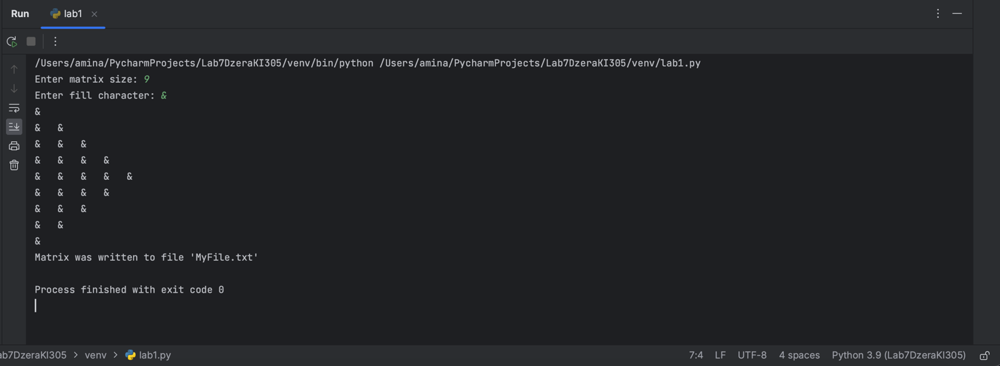 Run lab1
/Users/amina/PycharmProjects/Lab7DzeraKI305/venv/bin/python /Users/amina/PycharmProjects/Lab7DzeraKI305/venv/lab1.py
Enter matrix size: 9
Enter fill character: &
&
&   &
&   &   &
&   &   &   &
&   &   &   &   &
&   &   &   &
&   &   &
&   &
&
Matrix was written to file 'MyFile.txt'
Process finished with exit code 0
ab7DzeraKI305 > venv > lab1.py 7:4 LF UTF-8 4 spaces Python 3.9 (Lab7DzeraKI305)